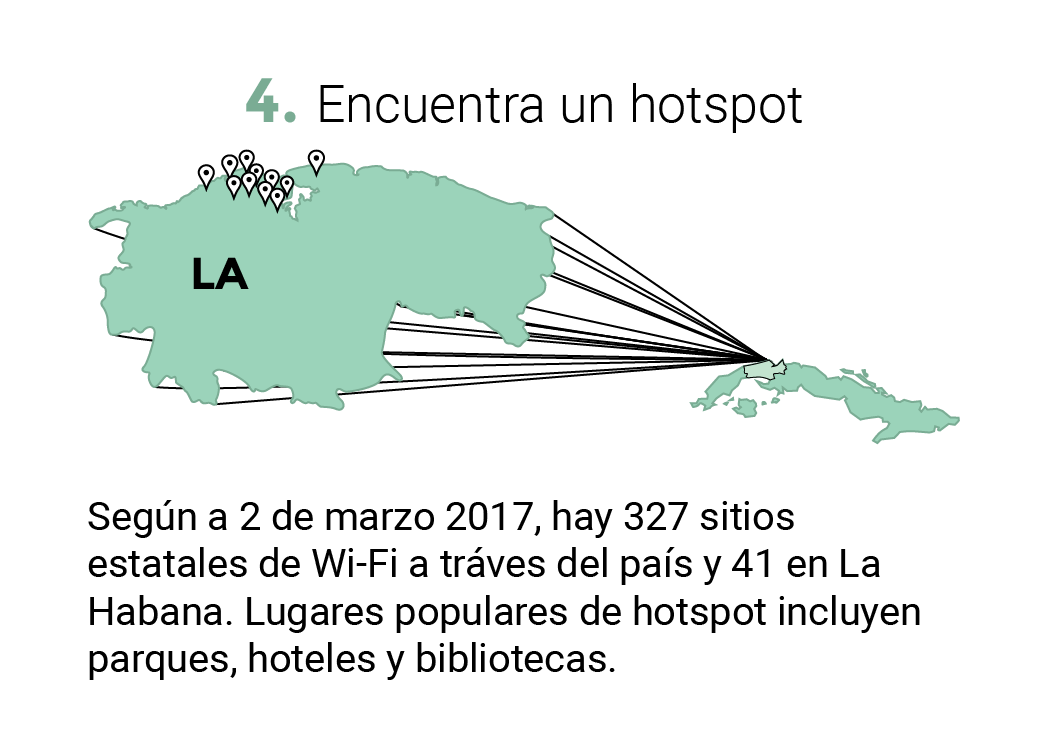 4. Encuentra un hotspot
LA
Según a 2 de marzo 2017, hay 327 sitios
estatales de Wi-Fi a tráves del país y 41 en La
Habana. Lugares populares de hotspot incluyen
parques, hoteles y bibliotecas.